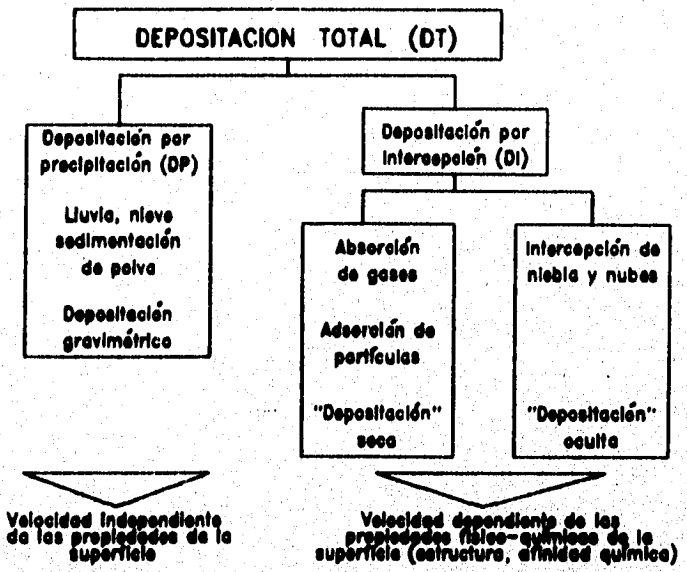 DEPOSITACION TOTAL (DT)
Depositación por
precipitación (DP)
Lluvia, nieve
sedimentación
de polvo
Depositación
gravimétrico
Depositación por
intercepción (DI)
Absorción
de gases
Adsorción de
partículas
"Depositación"
seca
Intercepción de
niebla y nubes
"Depositación"
oculta
Velocidad independiente
de las propiedades de la
superficie
Velocidad dependiente de las
propiedades físico-químicas de la
superficie (estructura, afinidad química)